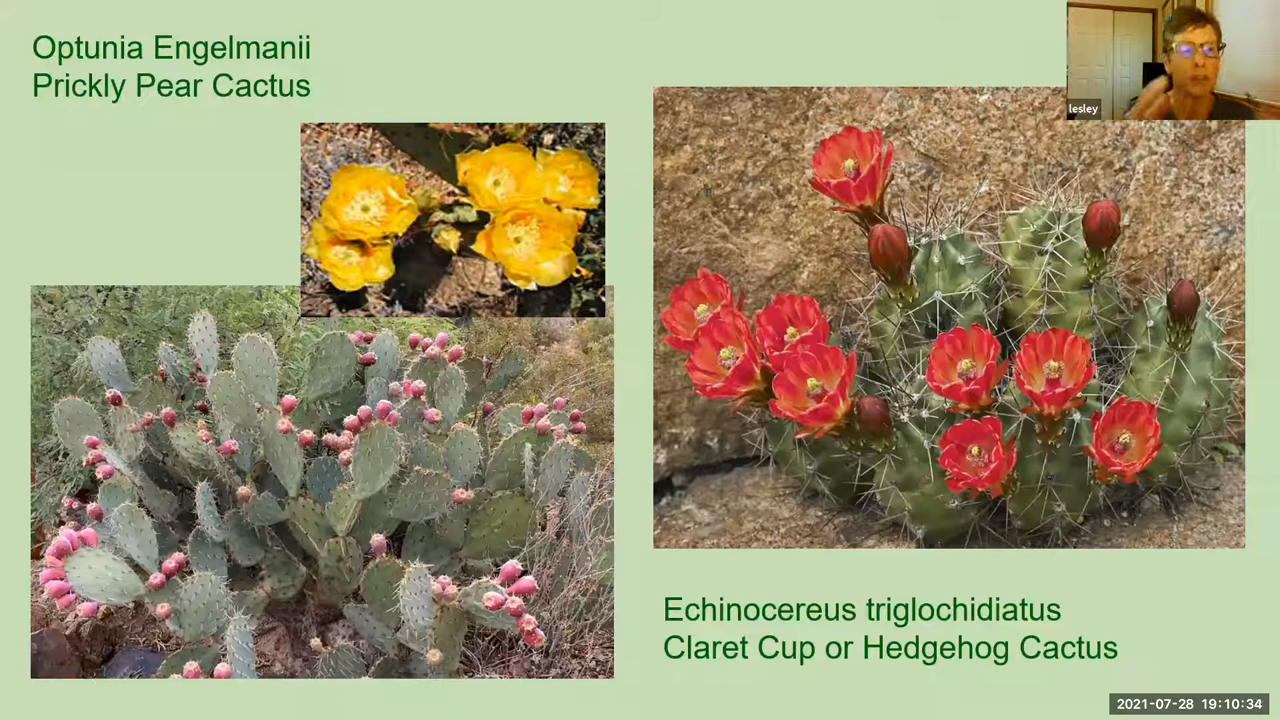 Optunia Engelmanii
Prickly Pear Cactus
lesley
Echinocereus triglochidiatus
Claret Cup or Hedgehog Cactus
2021-07-28 19:10:34